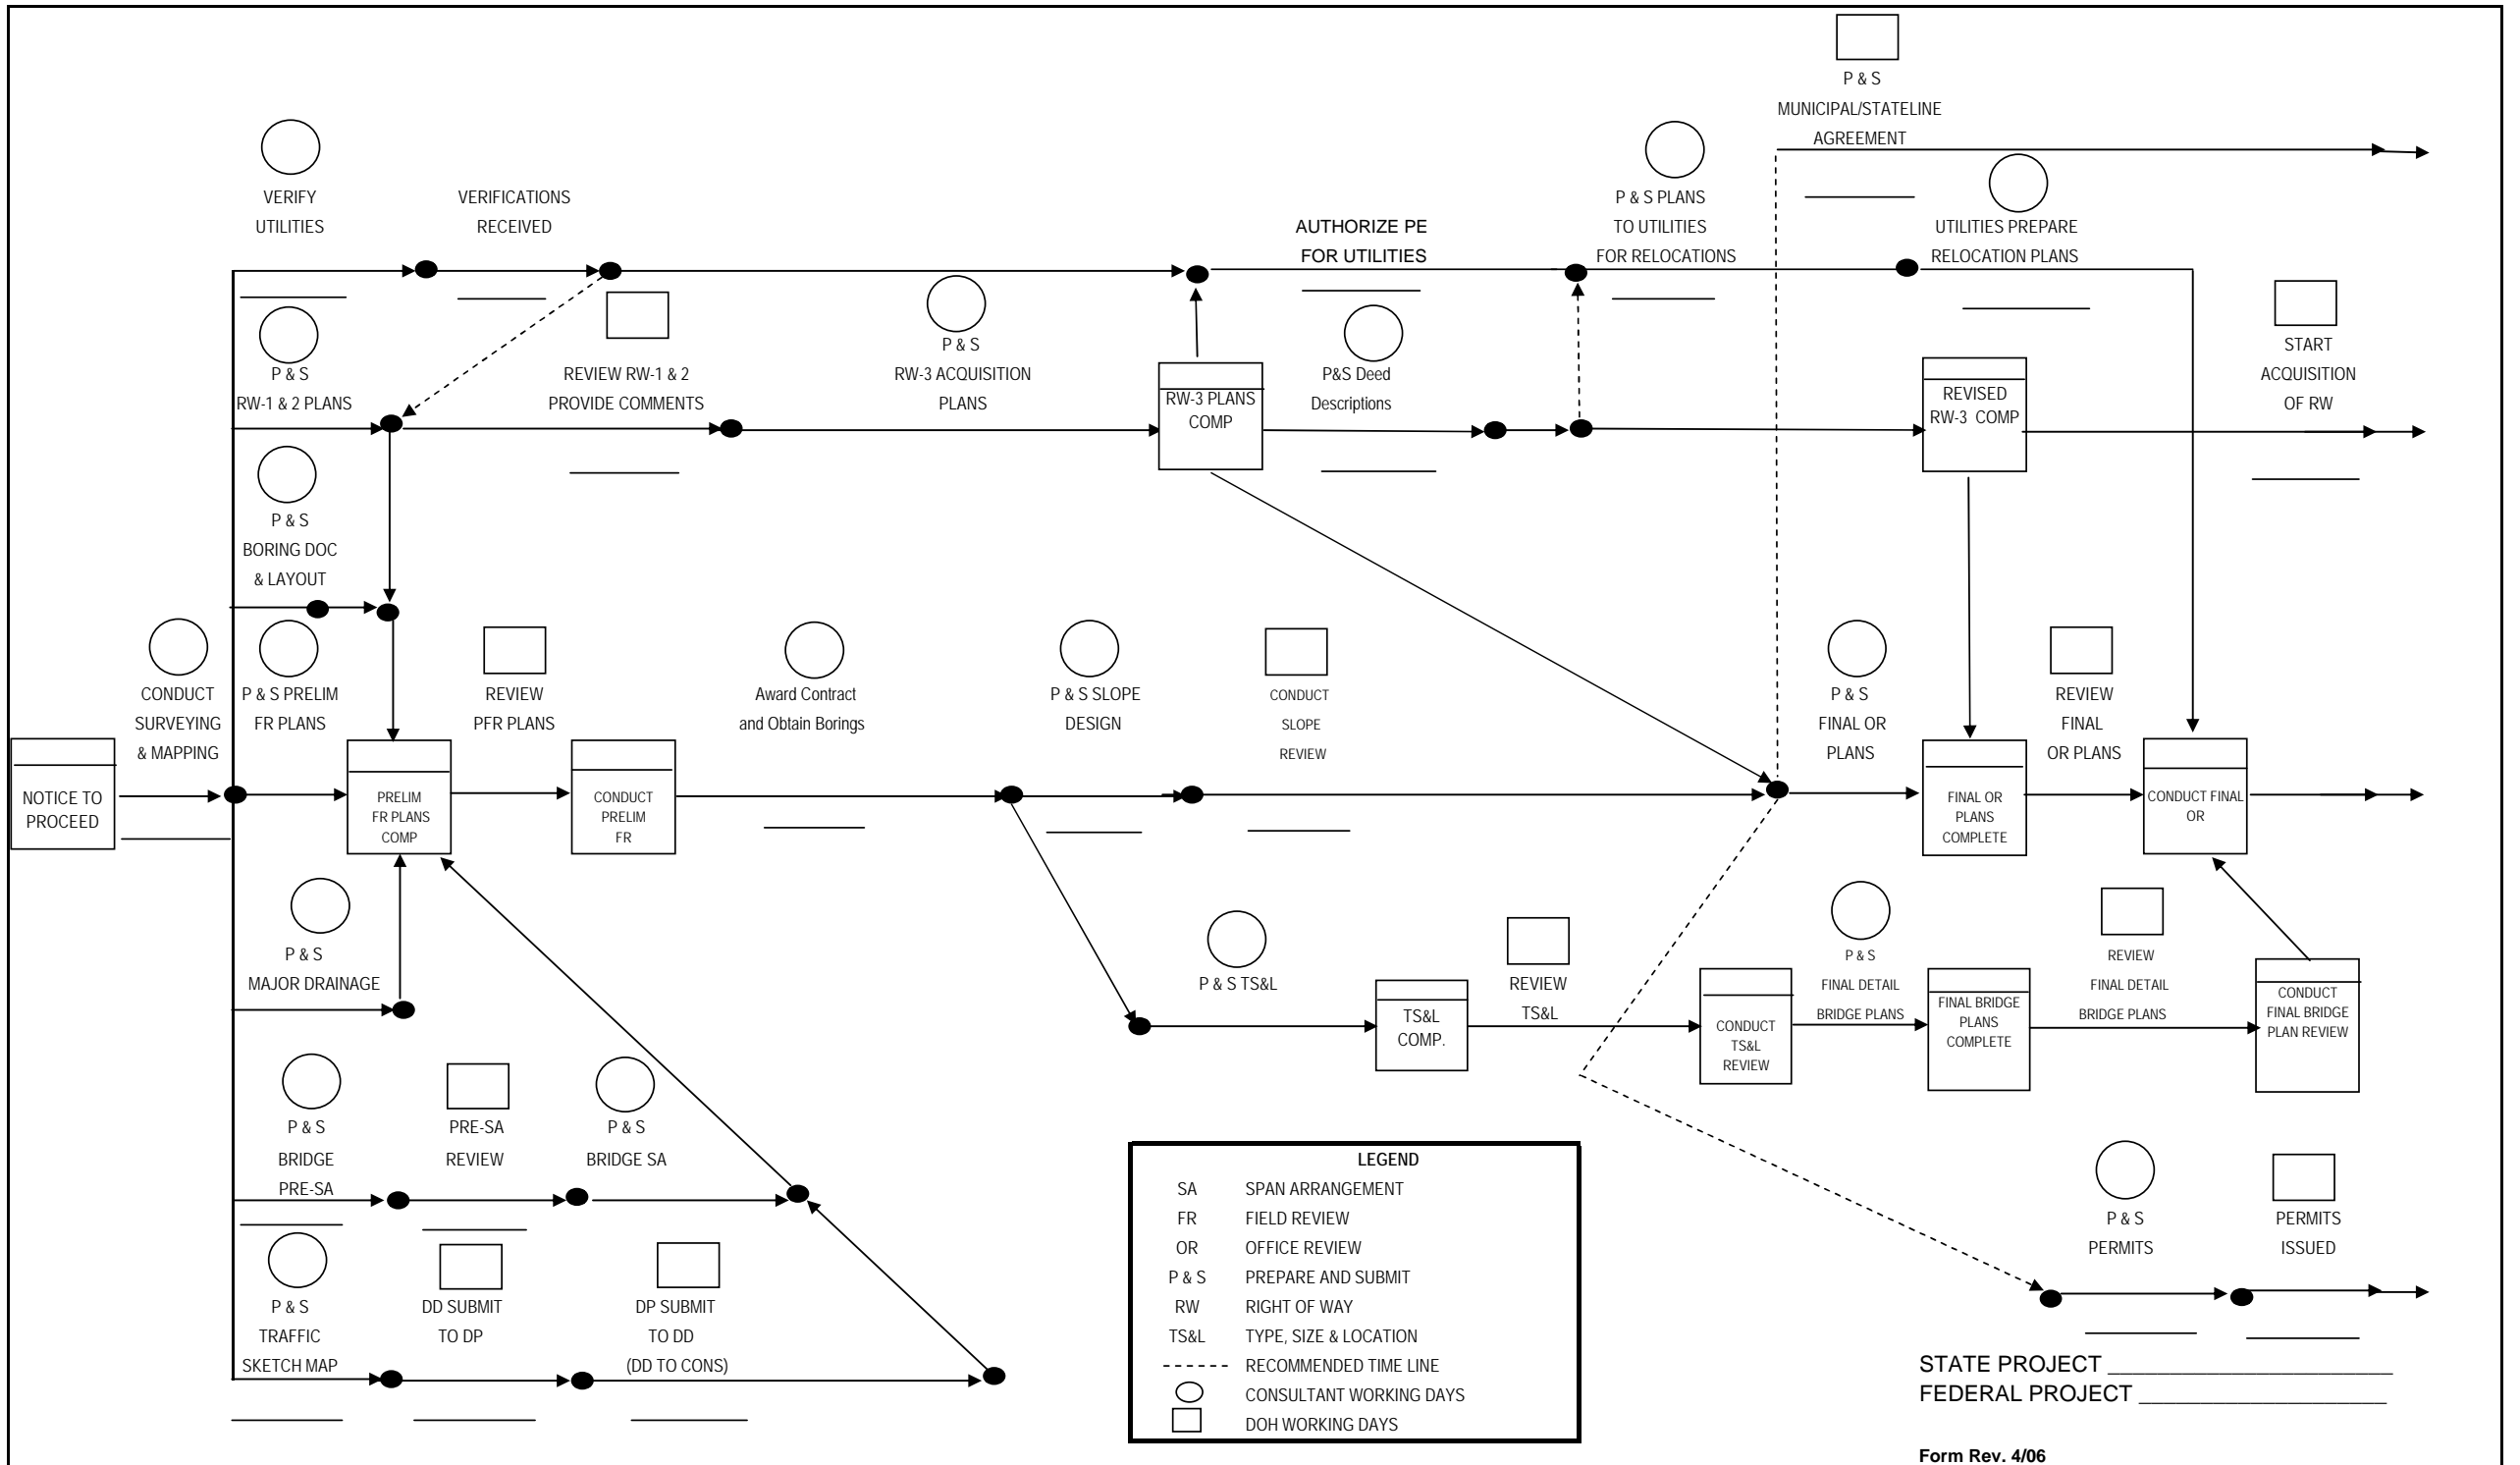 P & S
MUNICIPAL/STATELINE
AGREEMENT
VERIFY
UTILITIES
VERIFICATIONS
RECEIVED
AUTHORIZE PE
FOR UTILITIES
P & S PLANS
TO UTILITIES
FOR RELOCATIONS
UTILITIES PREPARE
RELOCATION PLANS
P & S
RW-1 & 2 PLANS
REVIEW RW-1 & 2
PROVIDE COMMENTS
P & S
RW-3 ACQUISITION
PLANS
RW-3 PLANS
COMP
P&S Deed
Descriptions
REVISED
RW-3 COMP
START
ACQUISITION
OF RW
P & S
BORING DOC
& LAYOUT
NOTICE TO
PROCEED
CONDUCT
SURVEYING
& MAPPING
P & S PRELIM
FR PLANS
PRELIM
FR PLANS
COMP
REVIEW
PFR PLANS
CONDUCT
PRELIM
FR
Award Contract
and Obtain Borings
P & S SLOPE
DESIGN
CONDUCT
SLOPE
REVIEW
P & S
FINAL OR
PLANS
FINAL OR
PLANS
COMPLETE
REVIEW
FINAL
OR PLANS
CONDUCT FINAL
OR
P & S
MAJOR DRAINAGE
P & S TS&L
TS&L
COMP.
REVIEW
TS&L
CONDUCT
TS&L
REVIEW
P & S
FINAL DETAIL
BRIDGE PLANS
FINAL BRIDGE
PLANS
COMPLETE
REVIEW
FINAL DETAIL
BRIDGE PLANS
CONDUCT
FINAL BRIDGE
PLAN REVIEW
P & S
BRIDGE
PRE-SA
PRE-SA
REVIEW
P & S
BRIDGE SA
P & S
TRAFFIC
SKETCH MAP
DD SUBMIT
TO DP
DP SUBMIT
TO DD
(DD TO CONS)
P & S
PERMITS
PERMITS
ISSUED
LEGEND
SA SPAN ARRANGEMENT
FR FIELD REVIEW
OR OFFICE REVIEW
P & S PREPARE AND SUBMIT
RW RIGHT OF WAY
TS&L TYPE, SIZE & LOCATION
RECOMMENDED TIME LINE
CONSULTANT WORKING DAYS
DOH WORKING DAYS
STATE PROJECT
FEDERAL PROJECT
Form Rev. 4/06